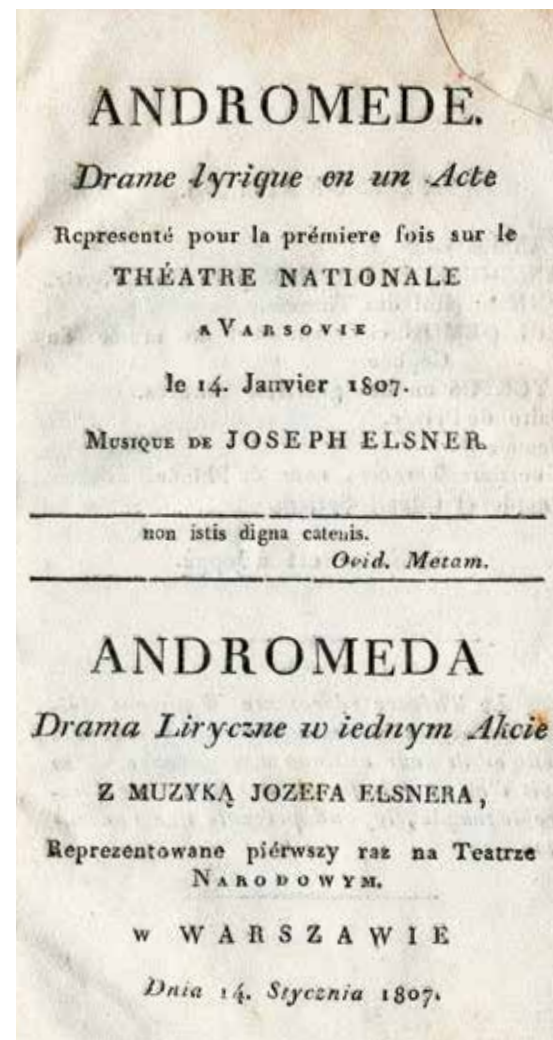 ANDROMEDE.
Drame lyrique en un Acte
Representé pour la prémiere fois sur le
THÉATRE NATIONALE
a VARSOVIE
le 14. Janvier 1807.
MUSIQUE DE JOSEPH ELSNER.
non istis digna catenis.
Ovid. Metam.
ANDROMEDA
Drama Liryczne w iednym Akcie
Z MUZYKĄ JOZEFA ELSNERA,
Reprezentowane piérwszy raz na Teatrze
NARODOWYM.
w WARSZAWIE
Dnia 14. Stycznia 1807.